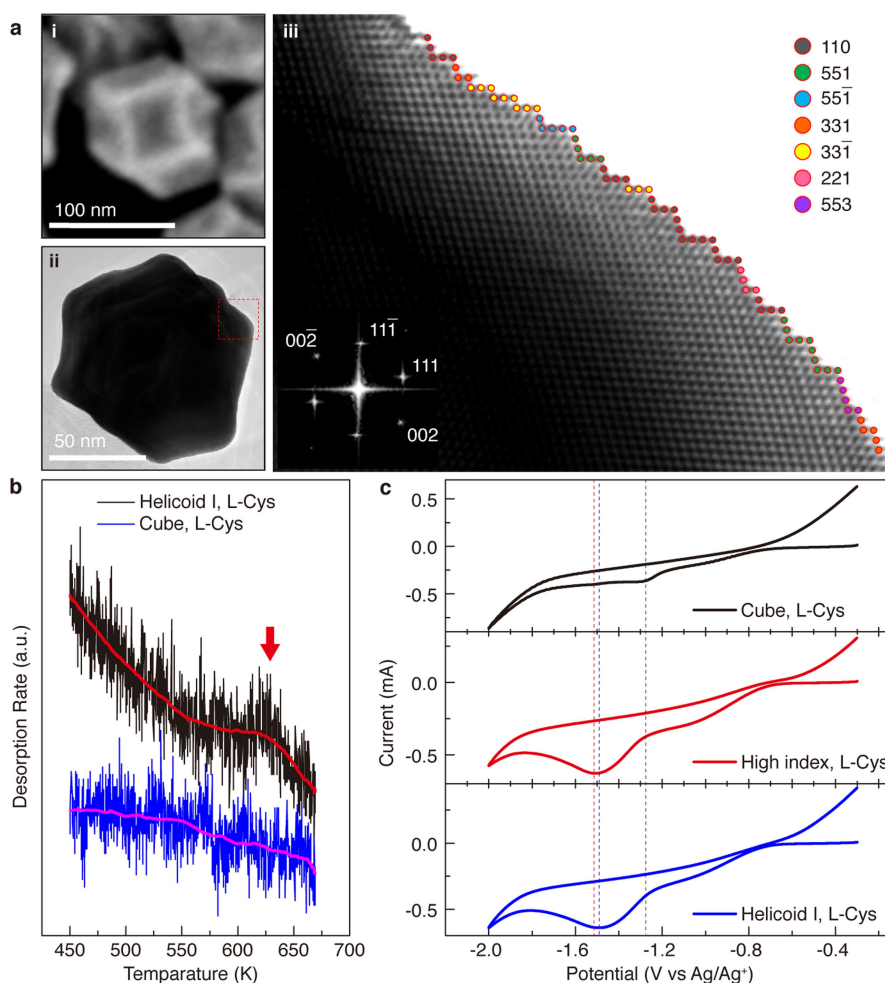 a
i
100 nm
ii
50 nm
iii
110
551
551̅
331
331̅
221
553
002̅
111̅
111
002
b
Helicoid I, L-Cys
Cube, L-Cys
Desorption Rate (a.u.)
450 500 550 600 650 700
Temparature (K)
c
0.5
0.0
-0.5
Cube, L-Cys
0.0
-0.5
High index, L-Cys
0.0
-0.5
Helicoid I, L-Cys
Current (mA)
-2.0 -1.6 -1.2 -0.8 -0.4
Potential (V vs Ag/Ag⁺)